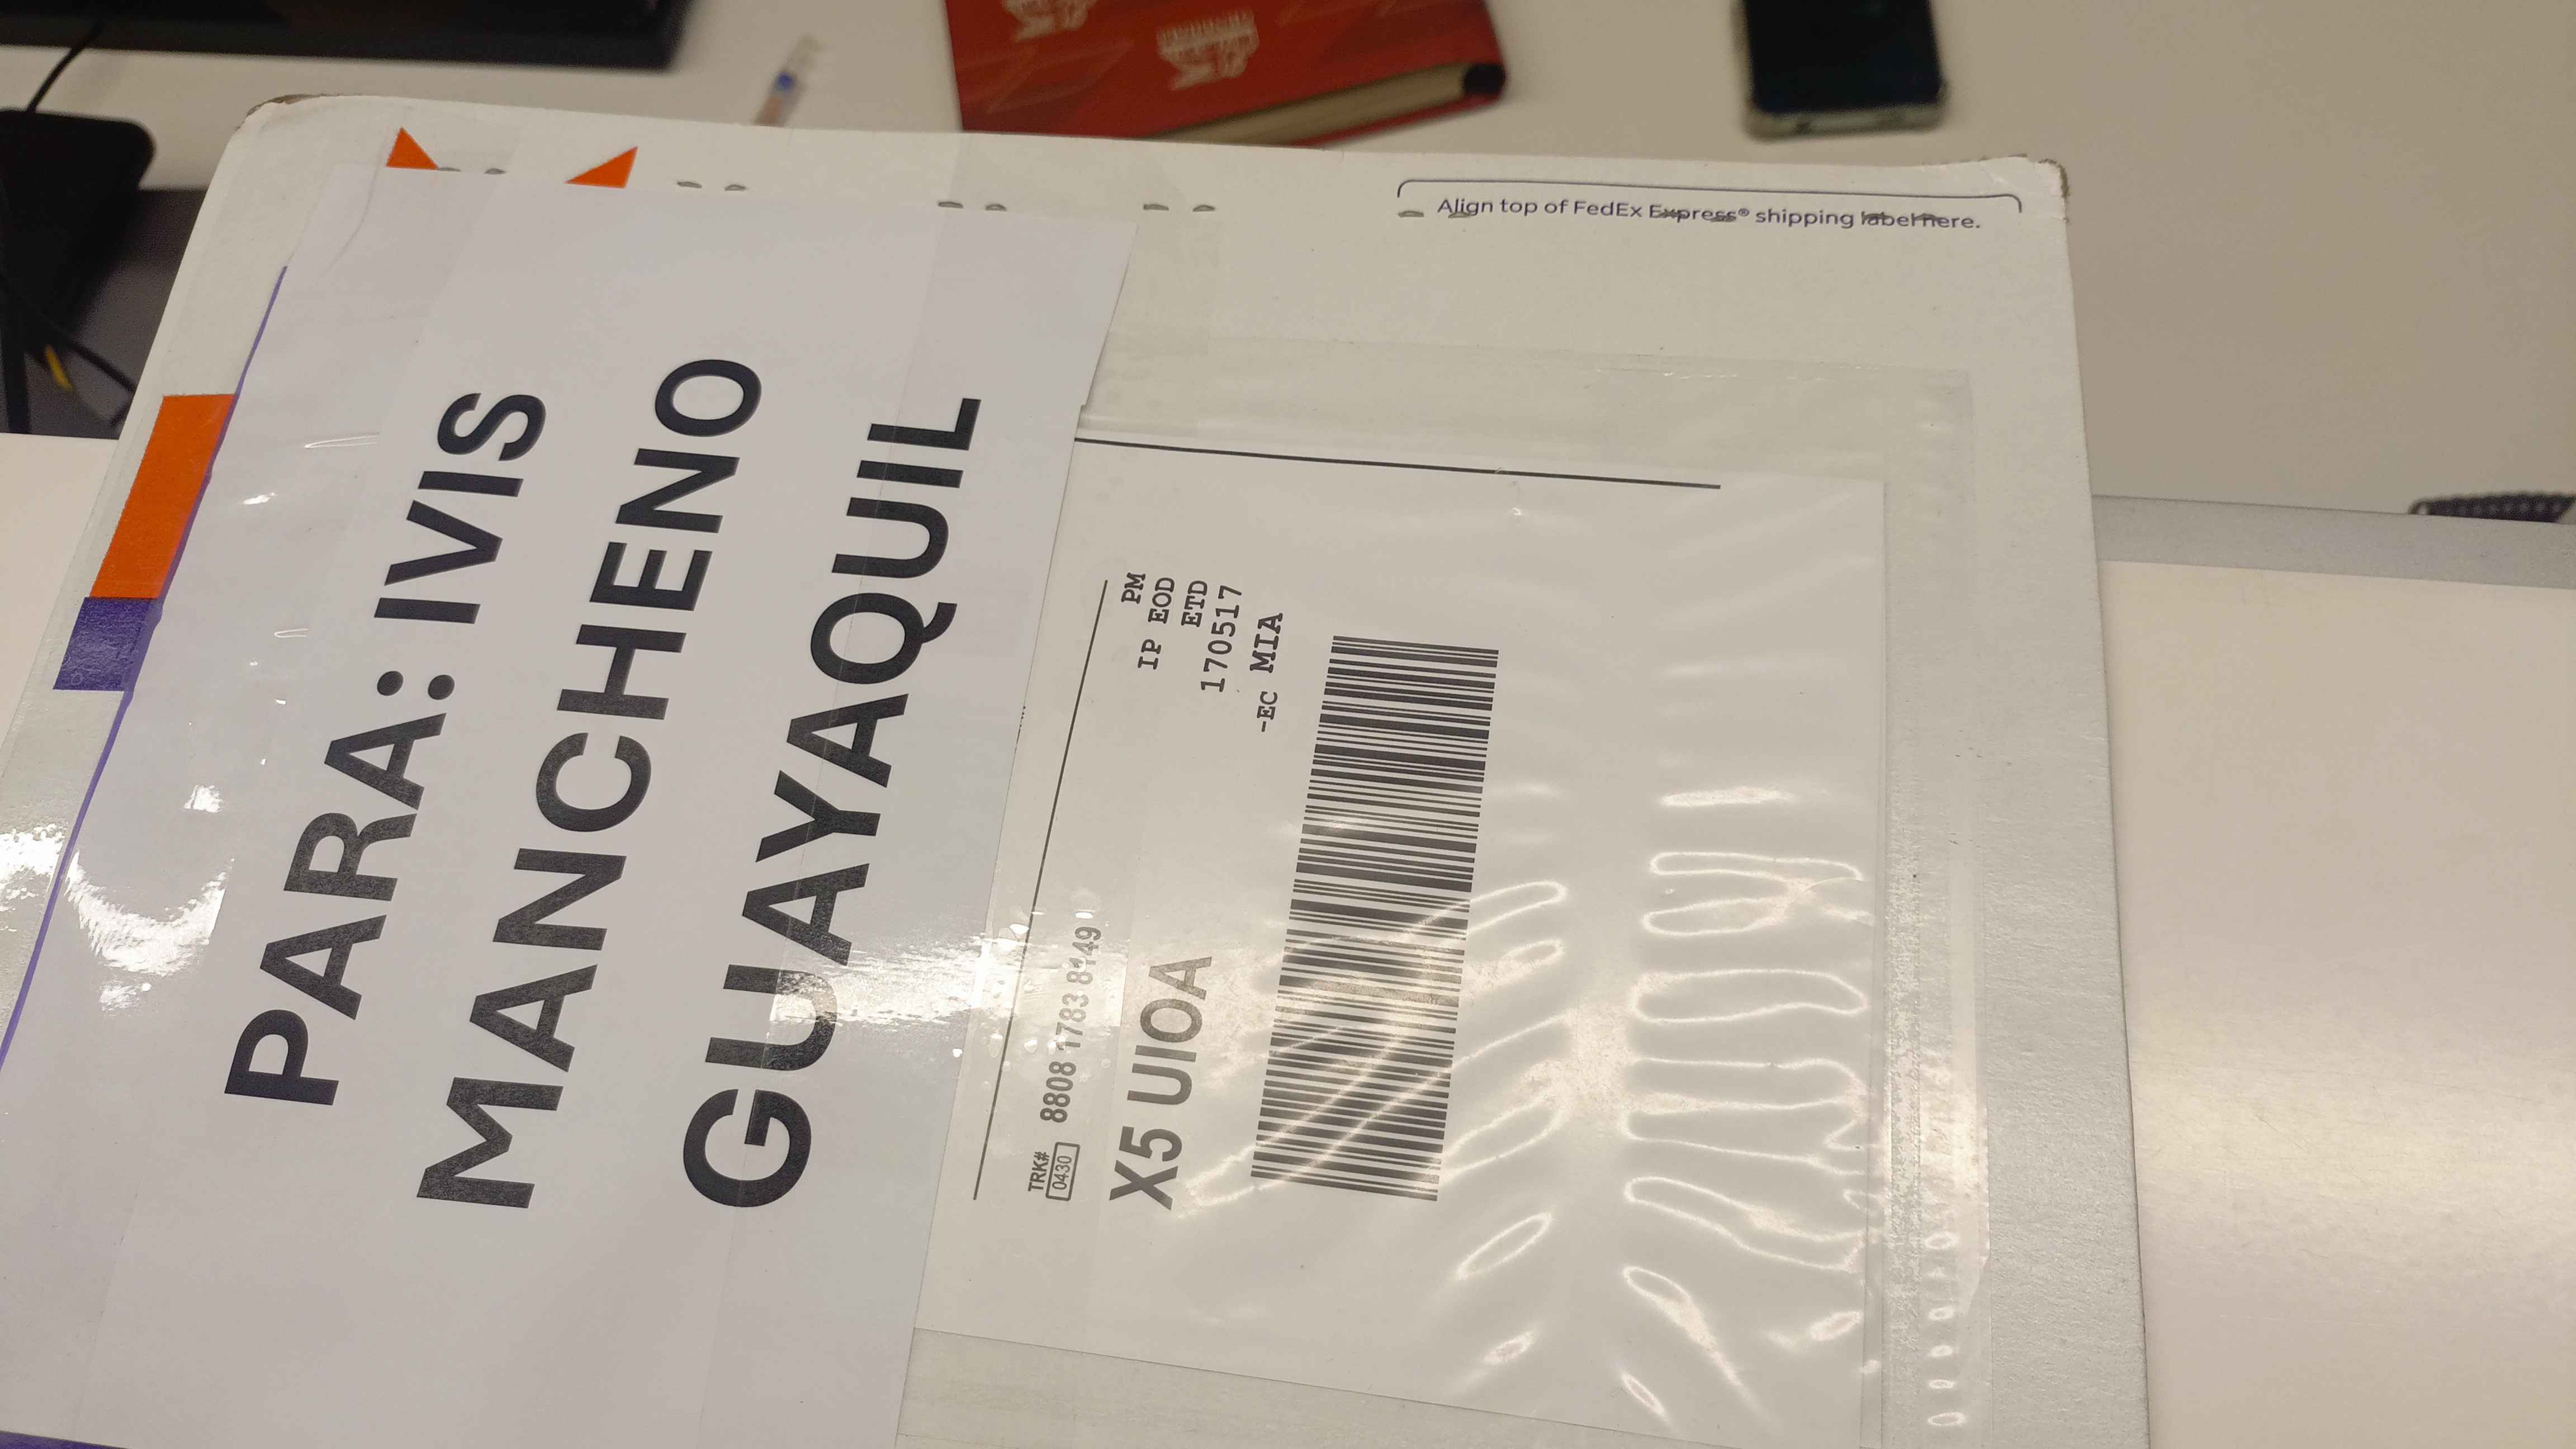 Align top of FedEx Express® shipping label here.
PARA: IVIS
MANCHENO
GUAYAQUIL
TRK#
0430
8808 1783 8149
PM
IP EOD
ETD
X5 UIOA
170517
-EC MIA